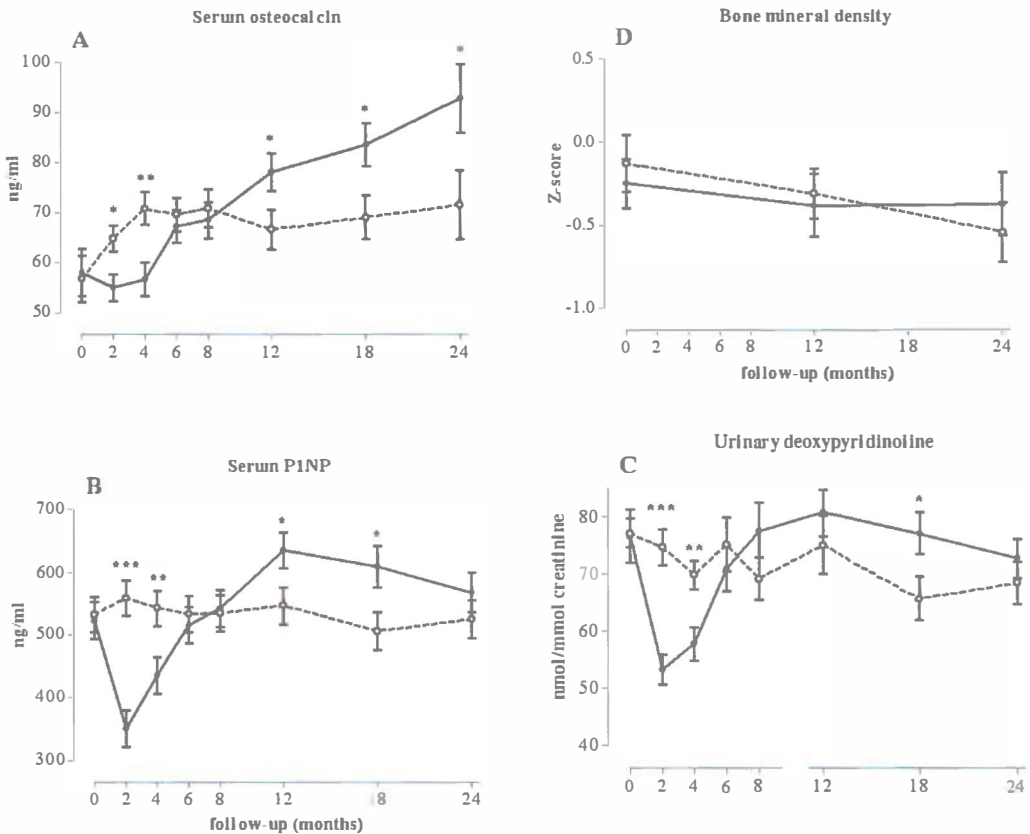 Serum osteocalcin
A
100
90
80
70
60
50
ng/ml
* ** * * *
0 2 4 6 8 12 18 24
Bone mineral density
D
0.5
0.0
-0.5
-1.0
Z-score
0 2 4 6 8 12 18 24
follow-up (months)
Serum P1NP
B
700
600
500
400
300
ng/ml
*** ** * *
0 2 4 6 8 12 18 24
follow-up (months)
Urinary deoxypyridinoline
C
80
70
60
50
40
nmol/mmol creatinine
*** ** *
0 2 4 6 8 12 18 24